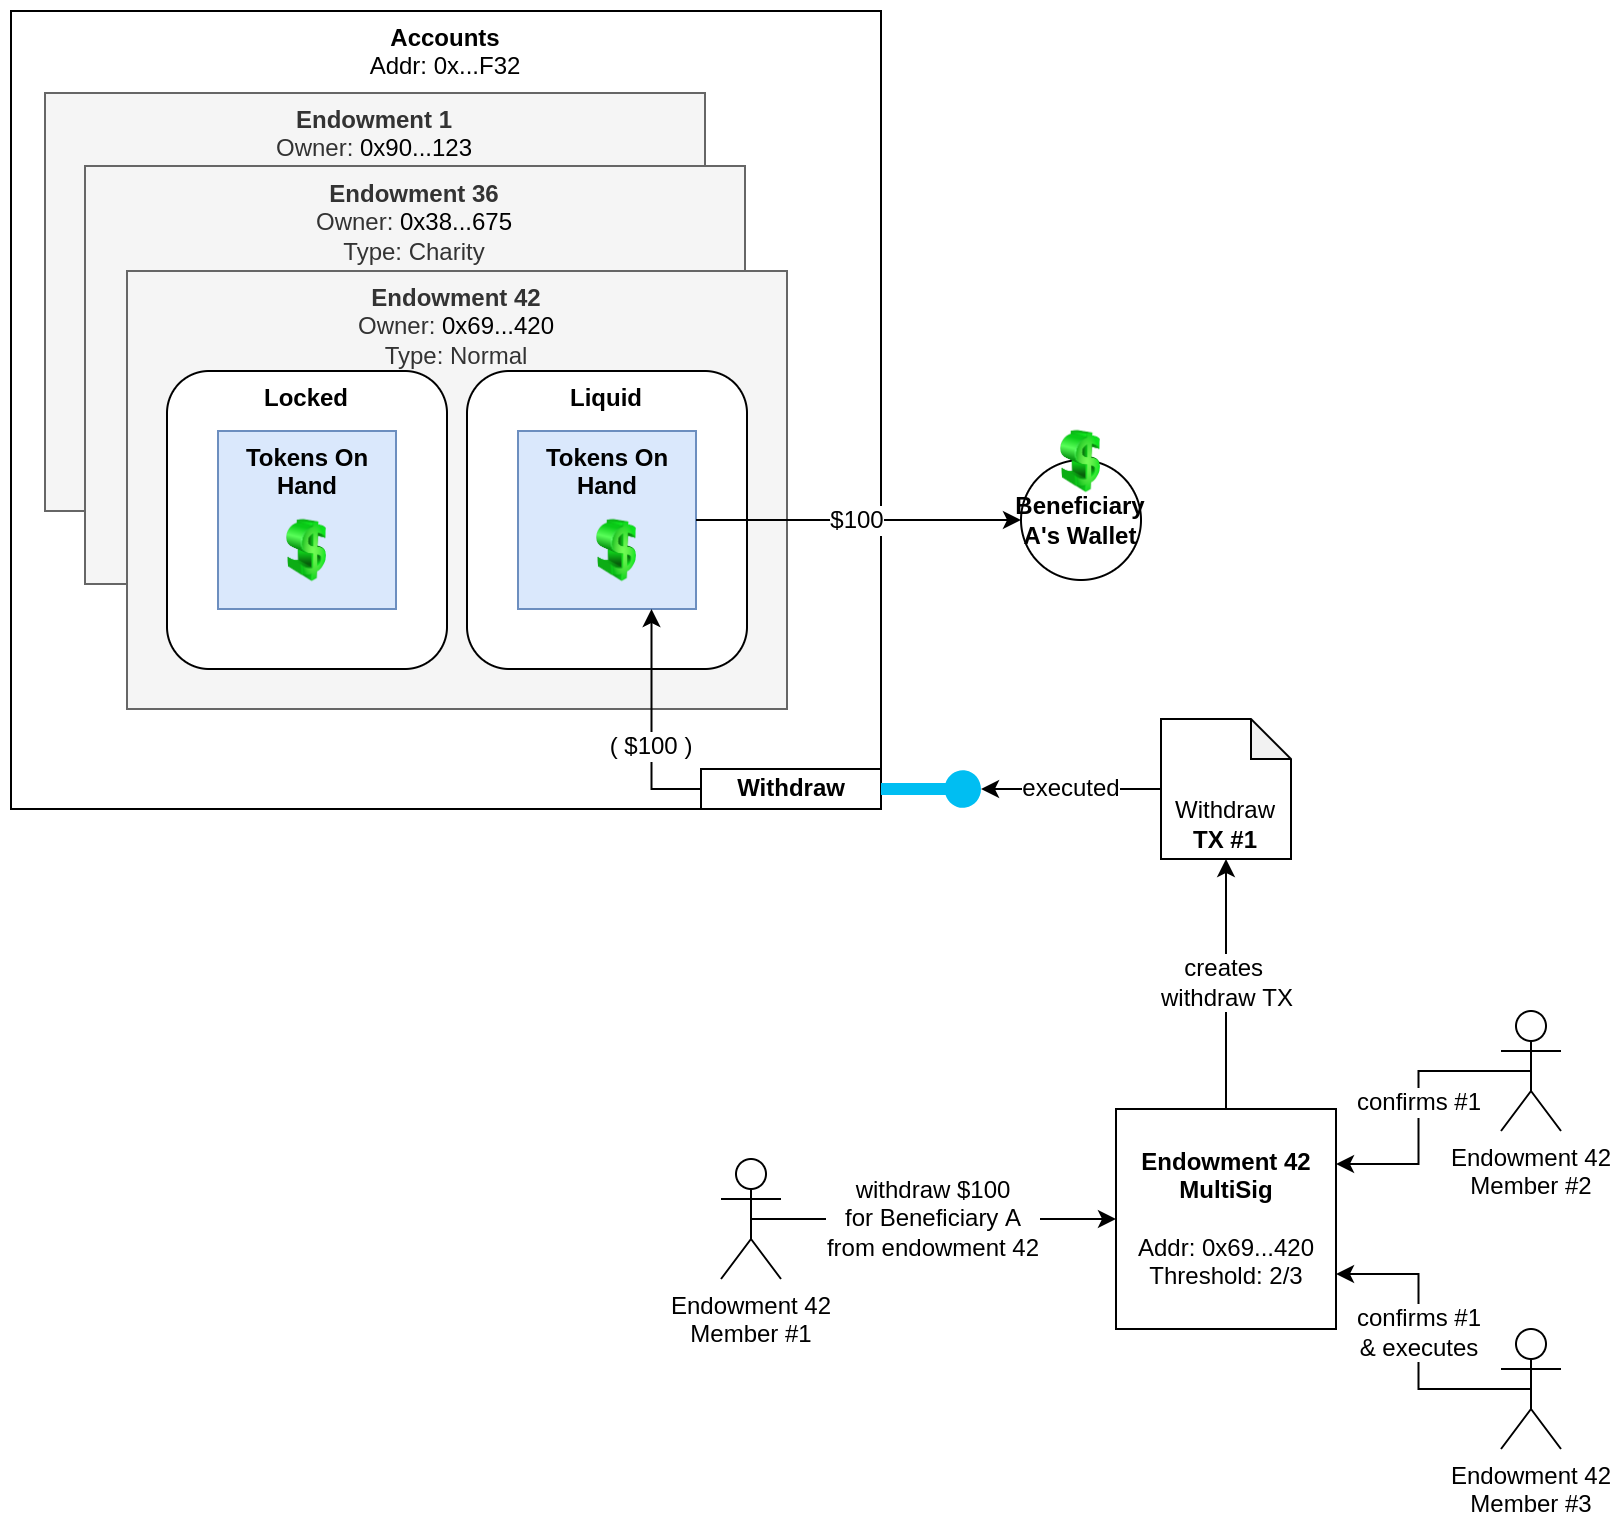 Accounts
Addr: 0x...F32
Endowment 1
Owner: 0x90...123
Endowment 36
Owner: 0x38...675
Type: Charity
Endowment 42
Owner: 0x69...420
Type: Normal
Locked
Tokens On
Hand
Liquid
Tokens On
Hand
$100
Beneficiary
A's Wallet
( $100 )
Withdraw
executed
Withdraw
TX #1
creates
withdraw TX
Endowment 42
Member #1
withdraw $100
for Beneficiary A
from endowment 42
Endowment 42
MultiSig
Addr: 0x69...420
Threshold: 2/3
confirms #1
Endowment 42
Member #2
confirms #1
& executes
Endowment 42
Member #3